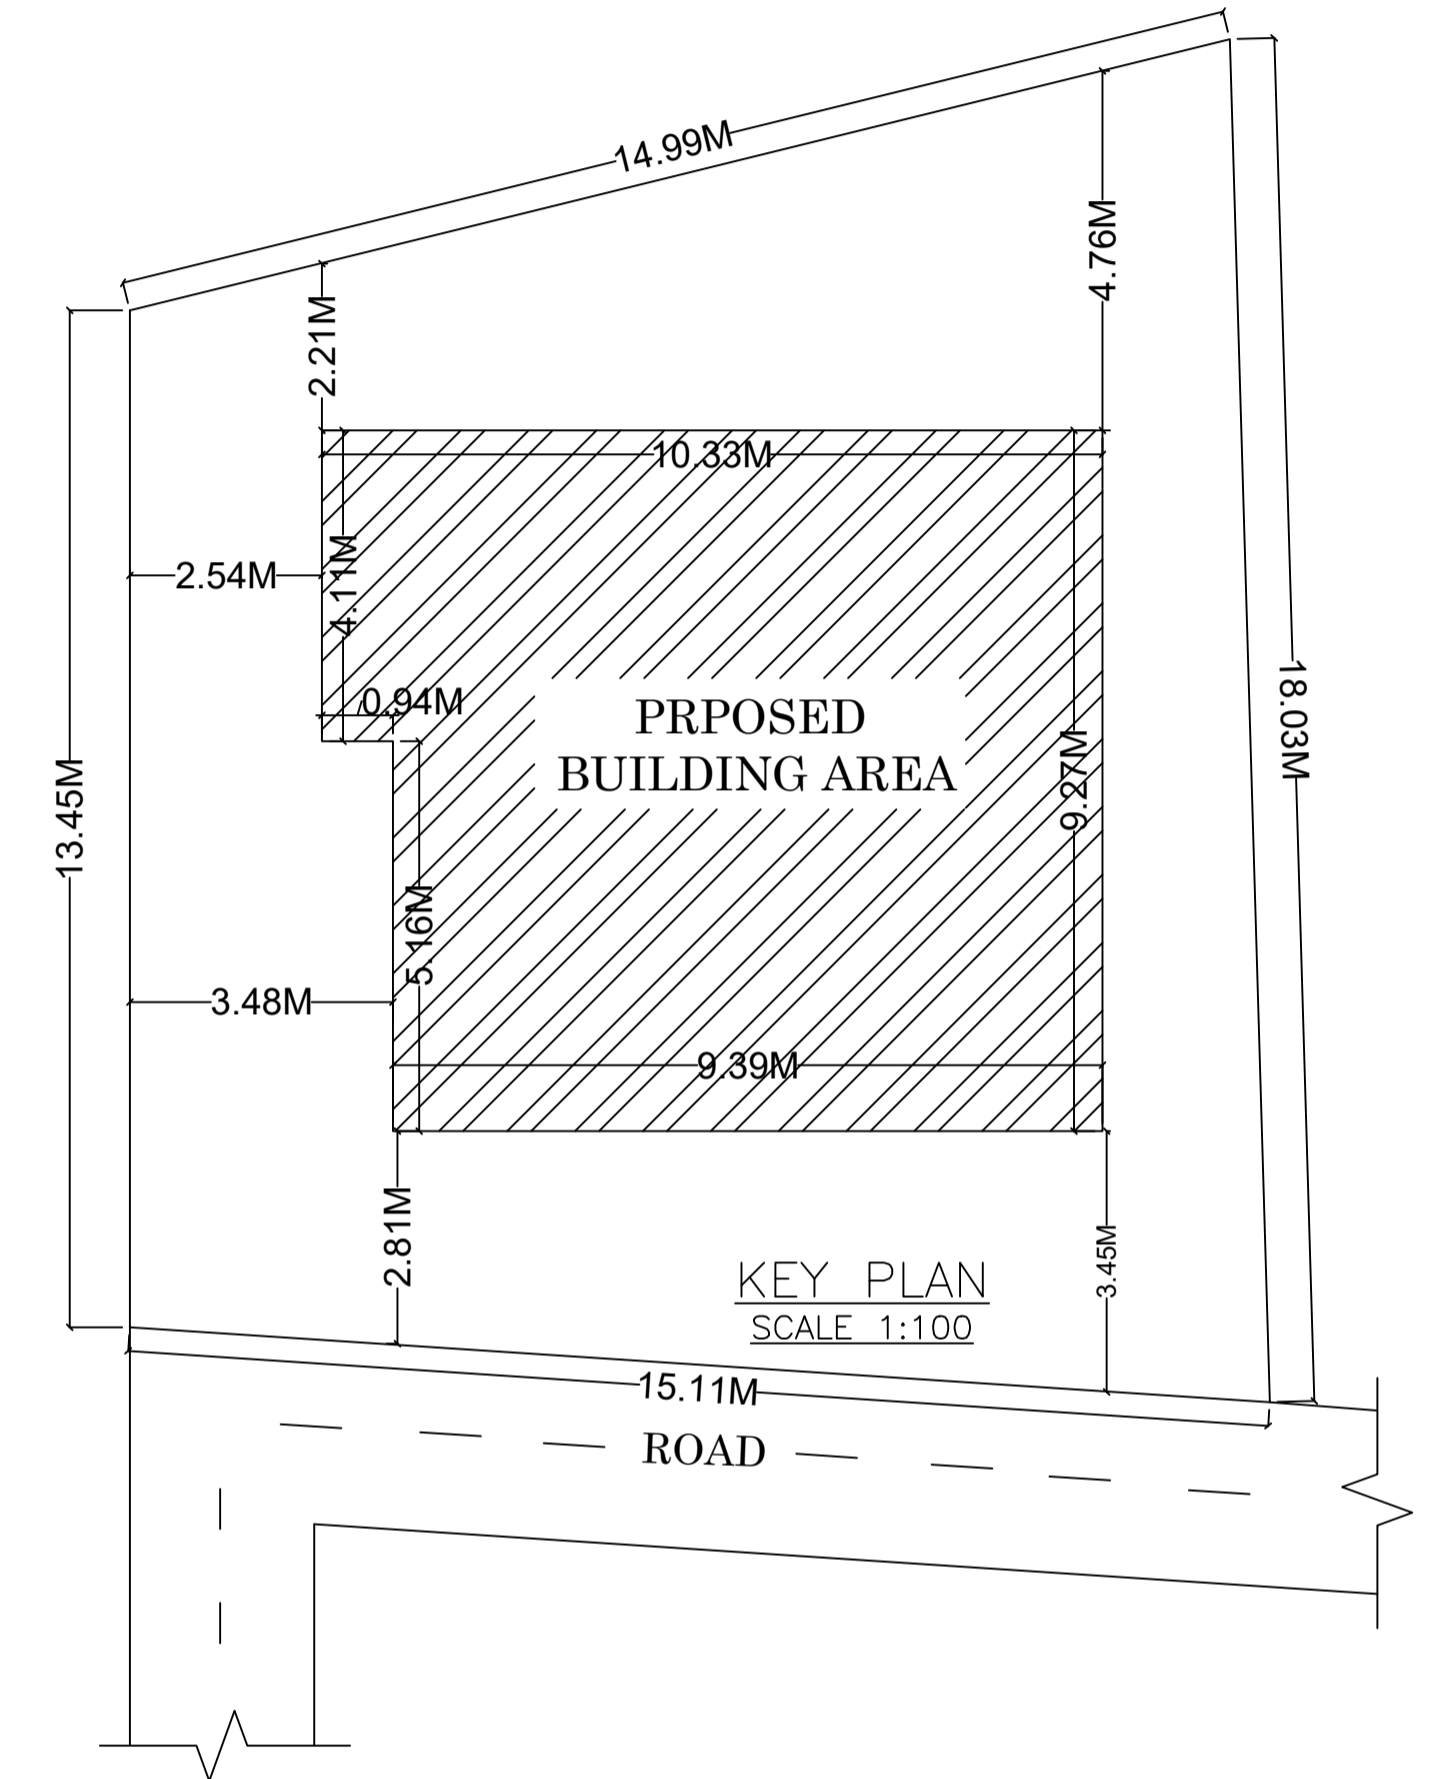 14.99M
4.76M
2.21M
10.33M
4.11M
2.54M
0.94M
PRPOSED
BUILDING AREA
18.03M
9.27M
13.45M
5.16M
3.48M
9.39M
2.81M
3.45M
KEY PLAN
SCALE 1:100
15.11M
ROAD